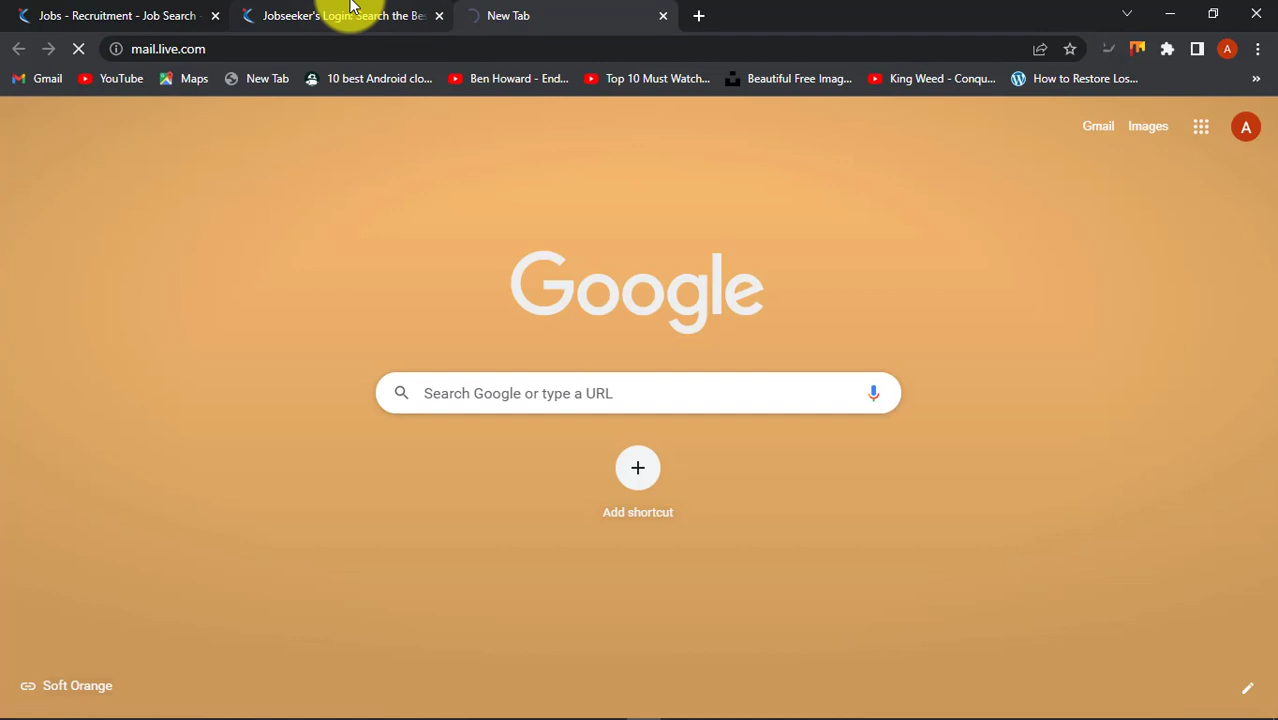 Jobs - Recruitment - Job Search -
Jobseeker's Login: Search the Bes
New Tab
mail.live.com
A
Gmail
YouTube
Maps
New Tab
10 best Android clo...
Ben Howard - End...
Top 10 Must Watch...
Beautiful Free Imag...
King Weed - Conqu...
How to Restore Los...
»
Gmail
Images
A
Google
Search Google or type a URL
Add shortcut
Soft Orange